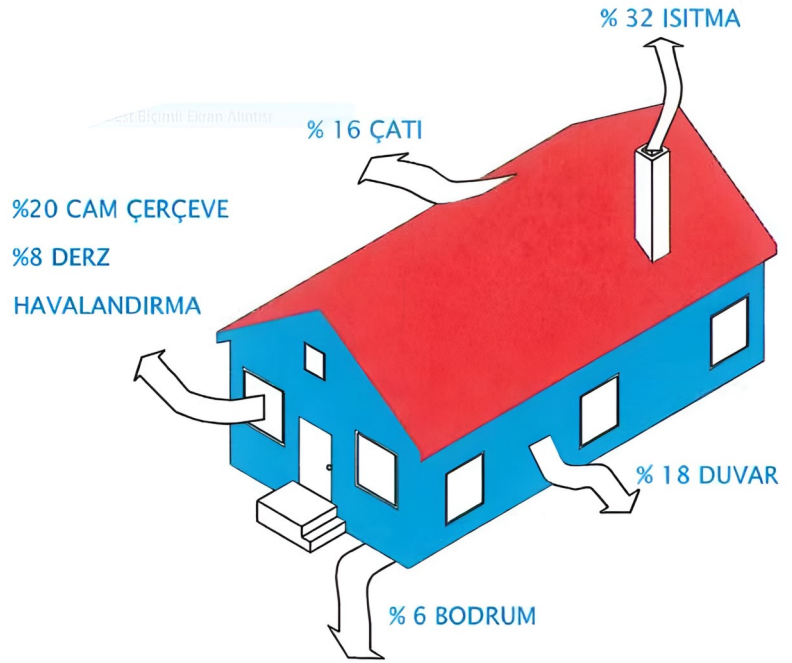 % 32 ISITMA
% 16 ÇATI
%20 CAM ÇERÇEVE
%8 DERZ
HAVALANDIRMA
% 18 DUVAR
% 6 BODRUM